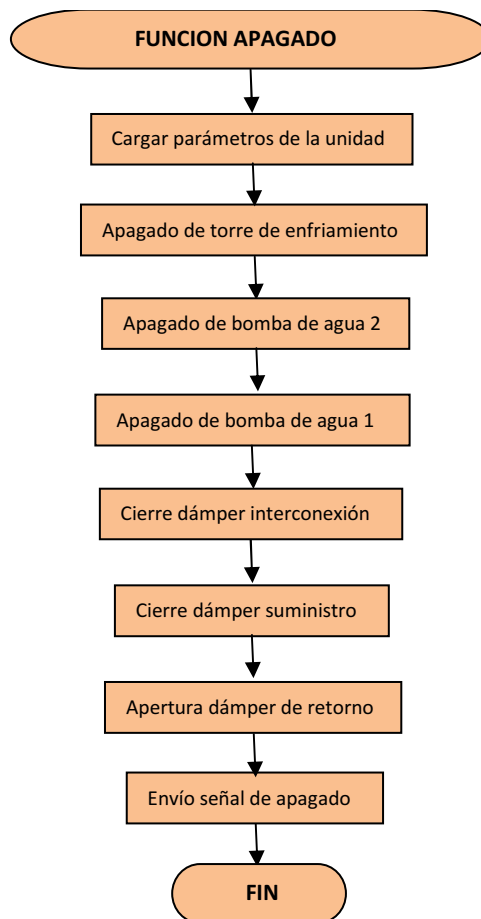 FUNCION APAGADO
Cargar parámetros de la unidad
Apagado de torre de enfriamiento
Apagado de bomba de agua 2
Apagado de bomba de agua 1
Cierre dámper interconexión
Cierre dámper suministro
Apertura dámper de retorno
Envío señal de apagado
FIN